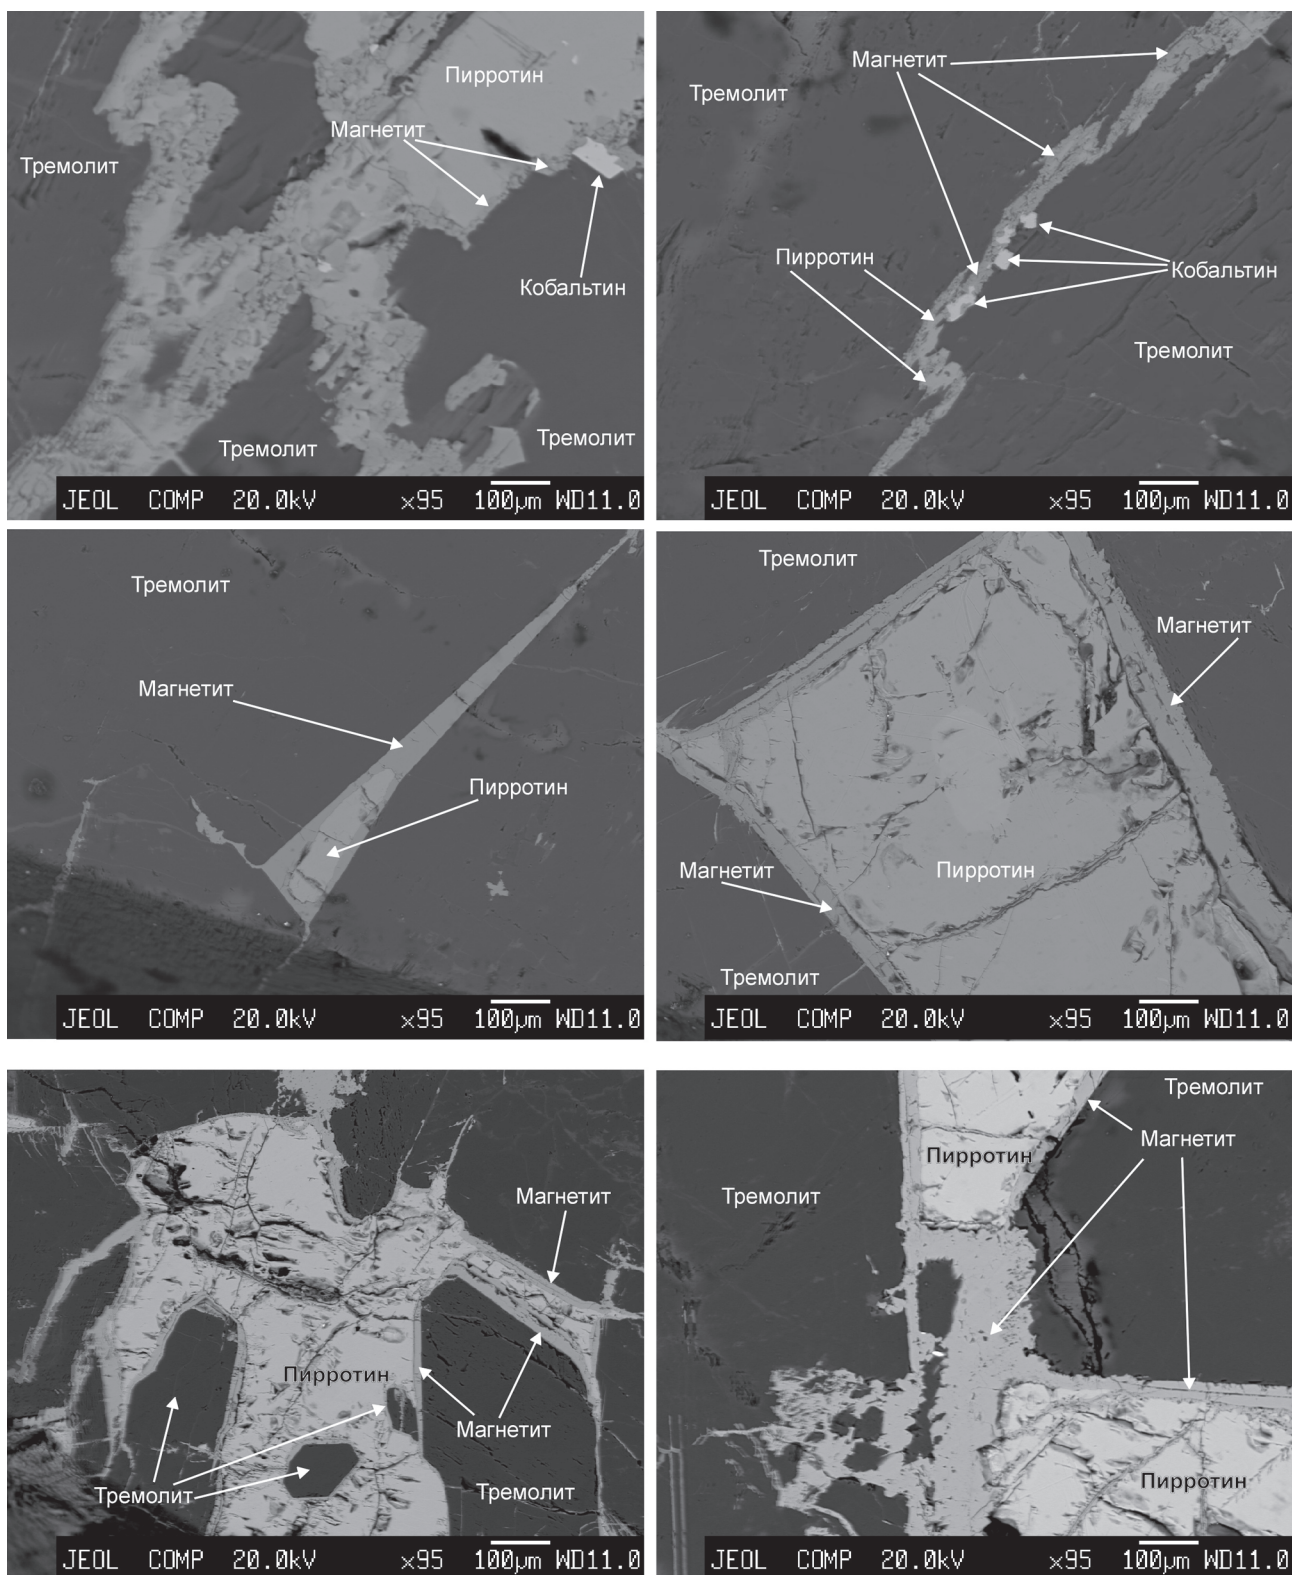 Пирротин
Магнетит
Тремолит
Кобальтин
Тремолит
Тремолит
JEOL COMP 20.0kV ×95 100µm WD11.0
Магнетит
Тремолит
Пирротин
Кобальтин
Тремолит
JEOL COMP 20.0kV ×95 100µm WD11.0
Тремолит
Магнетит
Пирротин
JEOL COMP 20.0kV ×95 100µm WD11.0
Тремолит
Магнетит
Магнетит
Пирротин
Тремолит
JEOL COMP 20.0kV ×95 100µm WD11.0
Магнетит
Пирротин
Магнетит
Тремолит
Тремолит
JEOL COMP 20.0kV ×95 100µm WD11.0
Тремолит
Магнетит
Пирротин
Тремолит
Пирротин
JEOL COMP 20.0kV ×95 100µm WD11.0